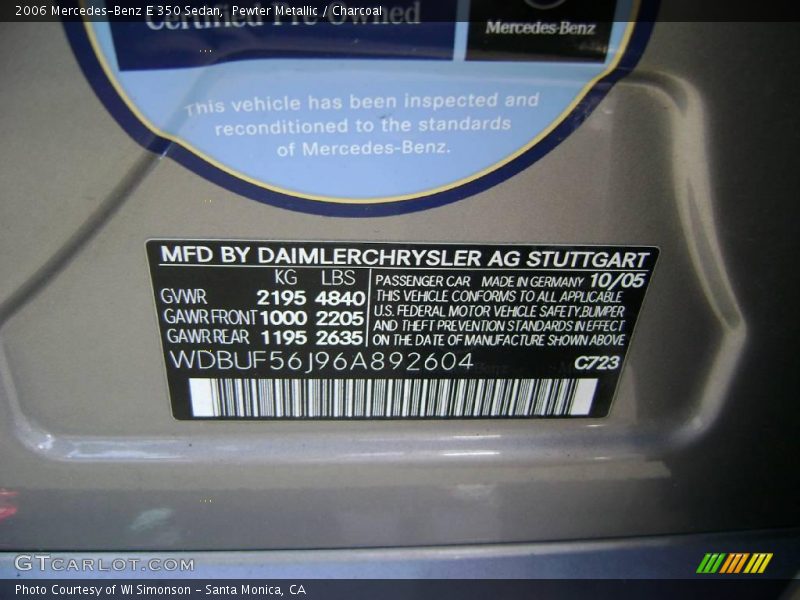 2006 Mercedes-Benz E 350 Sedan, Pewter Metallic / Charcoal
Certified Pre-Owned
Mercedes-Benz
This vehicle has been inspected and
reconditioned to the standards
of Mercedes-Benz.
MFD BY DAIMLERCHRYSLER AG STUTTGART
KG LBS
GVWR 2195 4840
GAWR FRONT 1000 2205
GAWR REAR 1195 2635
PASSENGER CAR MADE IN GERMANY 10/05
THIS VEHICLE CONFORMS TO ALL APPLICABLE
U.S. FEDERAL MOTOR VEHICLE SAFETY,BUMPER
AND THEFT PREVENTION STANDARDS IN EFFECT
ON THE DATE OF MANUFACTURE SHOWN ABOVE
WDBUF56J96A892604 C723
GTCARLOT.COM
Photo Courtesy of WI Simonson - Santa Monica, CA